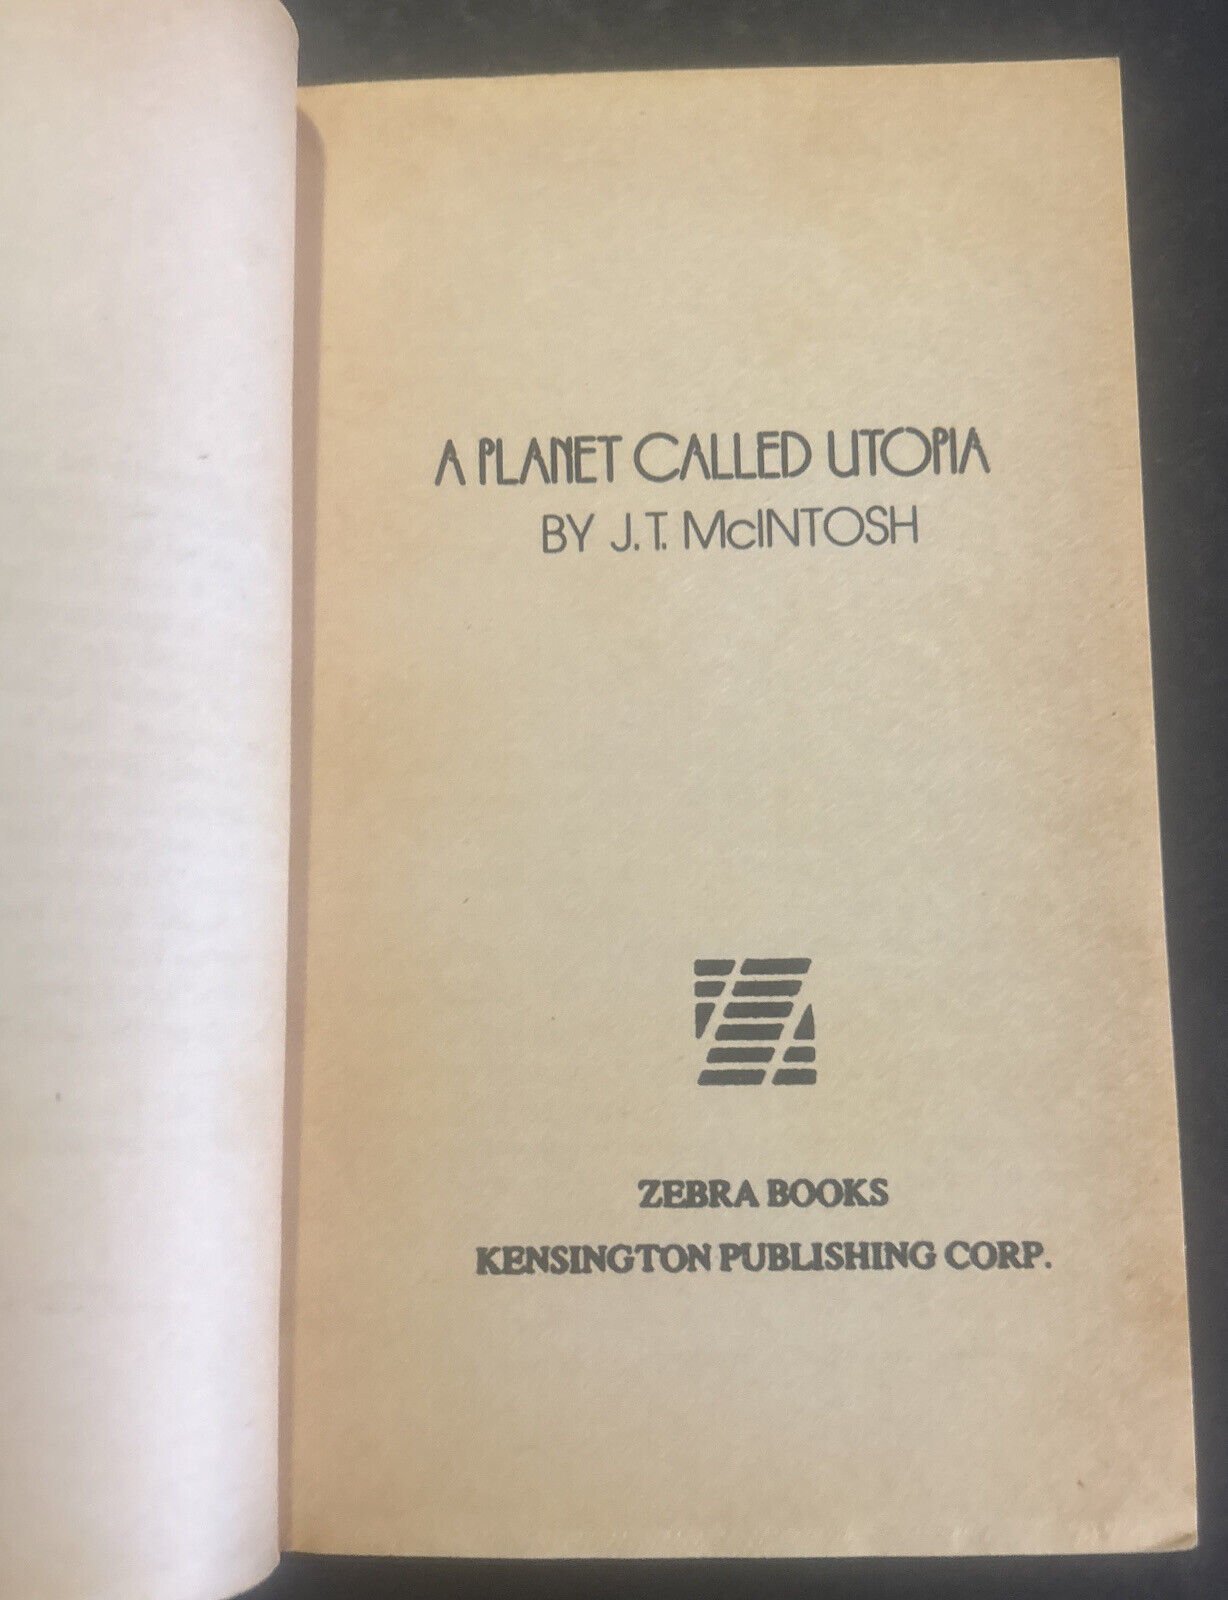 A PLANET CALLED UTOPIA
BY J.T. McINTOSH
ZEBRA BOOKS
KENSINGTON PUBLISHING CORP.